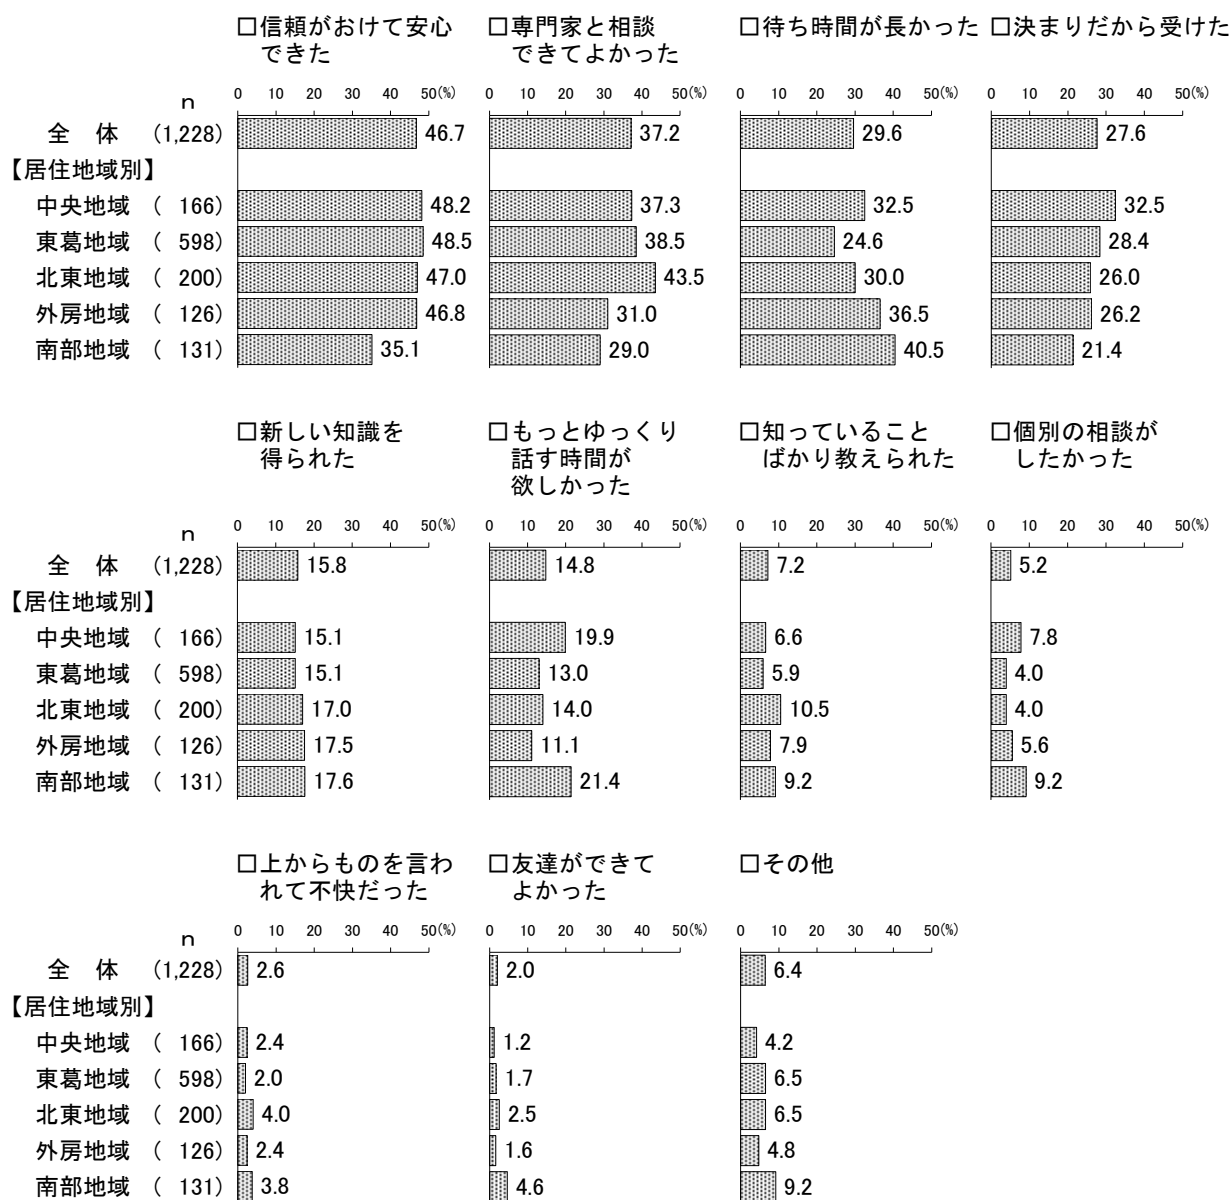 □信頼がおけて安心 □専門家と相談 □待ち時間が長かった □決まりだから受けた
できた できてよかった
n 0 10 20 30 40 50(%) 0 10 20 30 40 50(%) 0 10 20 30 40 50(%) 0 10 20 30 40 50(%)
全 体 (1,228) 46.7 37.2 29.6 27.6
【居住地域別】
中央地域 ( 166) 48.2 37.3 32.5 32.5
東葛地域 ( 598) 48.5 38.5 24.6 28.4
北東地域 ( 200) 47.0 43.5 30.0 26.0
外房地域 ( 126) 46.8 31.0 36.5 26.2
南部地域 ( 131) 35.1 29.0 40.5 21.4
□新しい知識を □もっとゆっくり □知っていること □個別の相談が
得られた 話す時間が ばかり教えられた したかった
欲しかった
n 0 10 20 30 40 50(%) 0 10 20 30 40 50(%) 0 10 20 30 40 50(%) 0 10 20 30 40 50(%)
全 体 (1,228) 15.8 14.8 7.2 5.2
【居住地域別】
中央地域 ( 166) 15.1 19.9 6.6 7.8
東葛地域 ( 598) 15.1 13.0 5.9 4.0
北東地域 ( 200) 17.0 14.0 10.5 4.0
外房地域 ( 126) 17.5 11.1 7.9 5.6
南部地域 ( 131) 17.6 21.4 9.2 9.2
□上からものを言わ □友達ができて □その他
れて不快だった よかった
n 0 10 20 30 40 50(%) 0 10 20 30 40 50(%) 0 10 20 30 40 50(%)
全 体 (1,228) 2.6 2.0 6.4
【居住地域別】
中央地域 ( 166) 2.4 1.2 4.2
東葛地域 ( 598) 2.0 1.7 6.5
北東地域 ( 200) 4.0 2.5 6.5
外房地域 ( 126) 2.4 1.6 4.8
南部地域 ( 131) 3.8 4.6 9.2